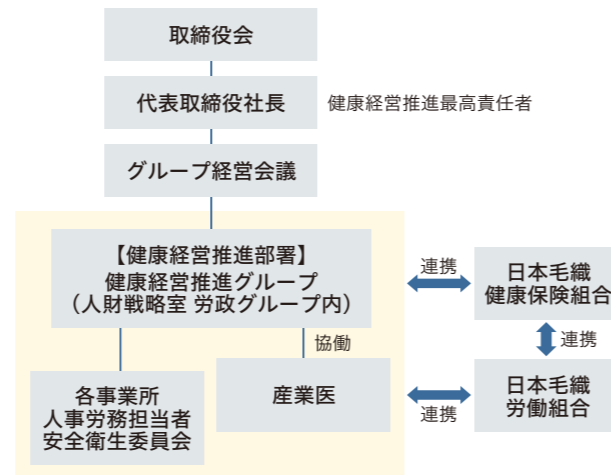 取締役会
代表取締役社長
健康経営推進最高責任者
グループ経営会議
【健康経営推進部署】
健康経営推進グループ
（人財戦略室 労政グループ内）
連携
日本毛織
健康保険組合
連携
協働
各事業所
人事労務担当者
安全衛生委員会
産業医
連携
日本毛織
労働組合